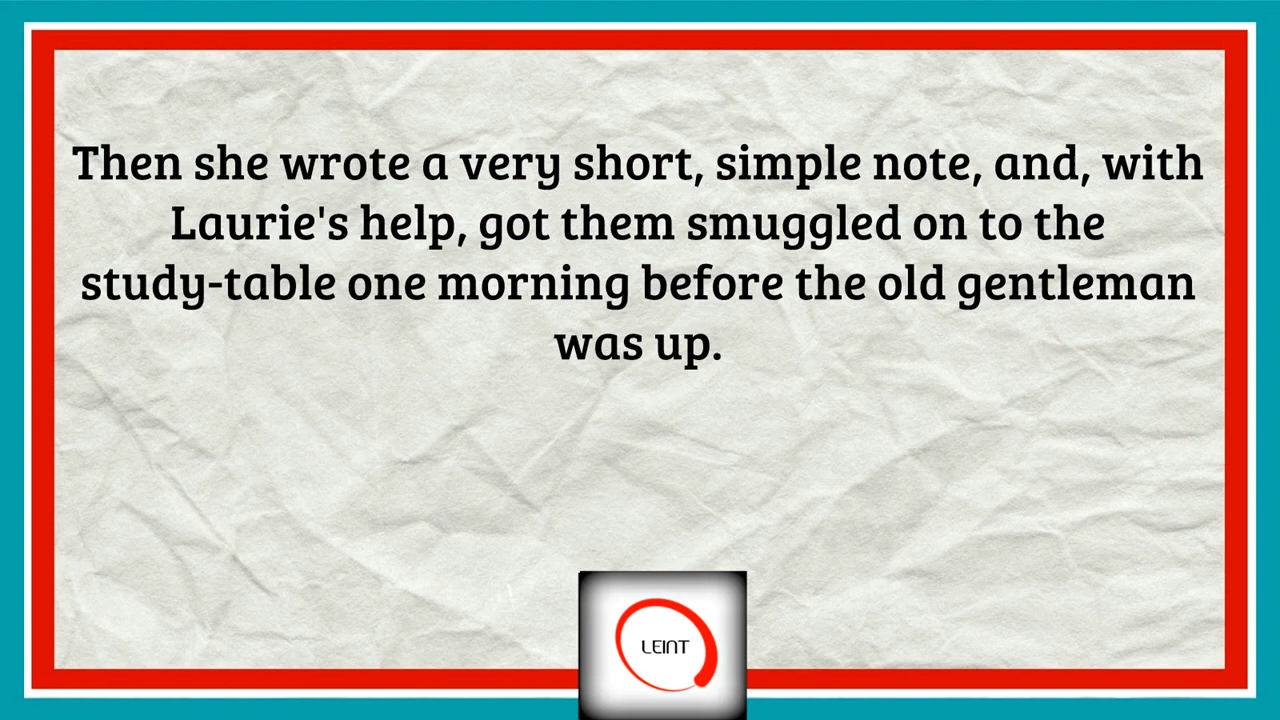 Then she wrote a very short, simple note, and, with
Laurie's help, got them smuggled on to the
study-table one morning before the old gentleman
was up.
LEINT